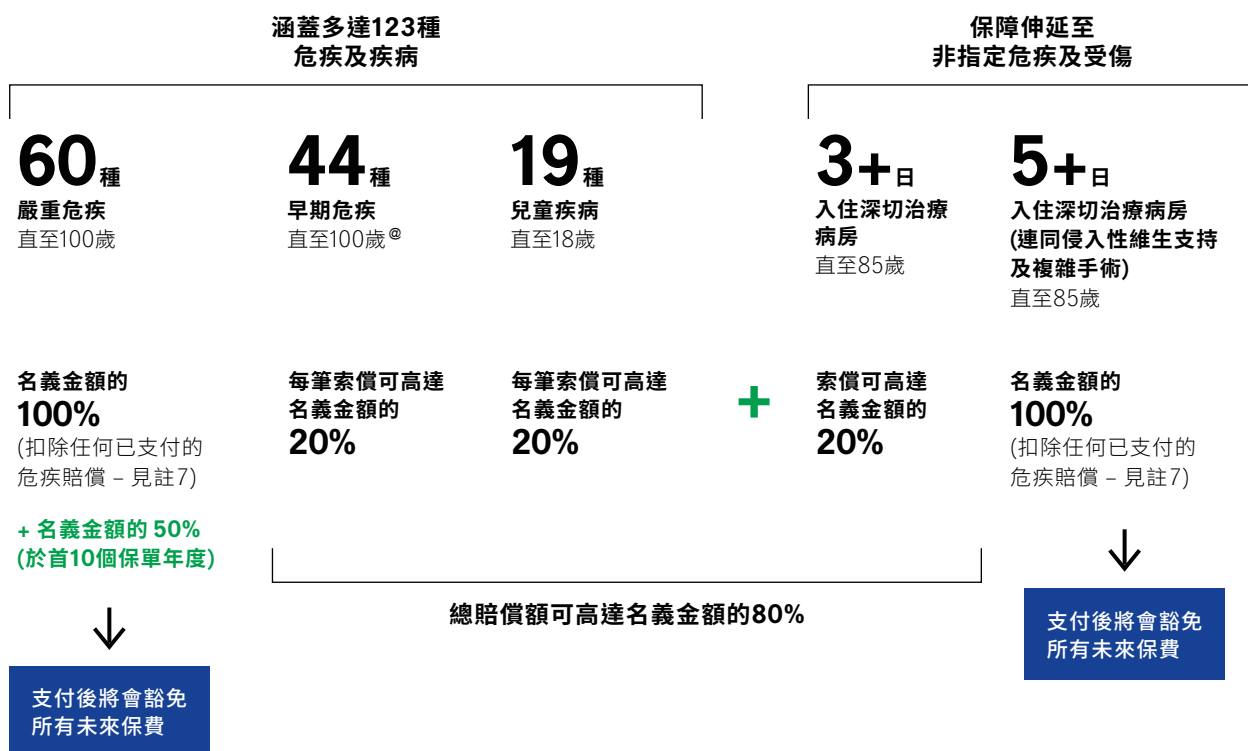 涵蓋多達123種
危疾及疾病
保障伸延至
非指定危疾及受傷
60種
嚴重危疾
直至100歲
44種
早期危疾
直至100歲@
19種
兒童疾病
直至18歲
3+日
入住深切治療
病房
直至85歲
5+日
入住深切治療病房
(連同侵入性維生支持
及複雜手術)
直至85歲
名義金額的
100%
(扣除任何已支付的
危疾賠償 – 見註7)
+ 名義金額的 50%
(於首10個保單年度)
每筆索償可高達
名義金額的
20%
每筆索償可高達
名義金額的
20%
+
索償可高達
名義金額的
20%
名義金額的
100%
(扣除任何已支付的
危疾賠償 – 見註7)
總賠償額可高達名義金額的80%
支付後將會豁免
所有未來保費
支付後將會豁免
所有未來保費